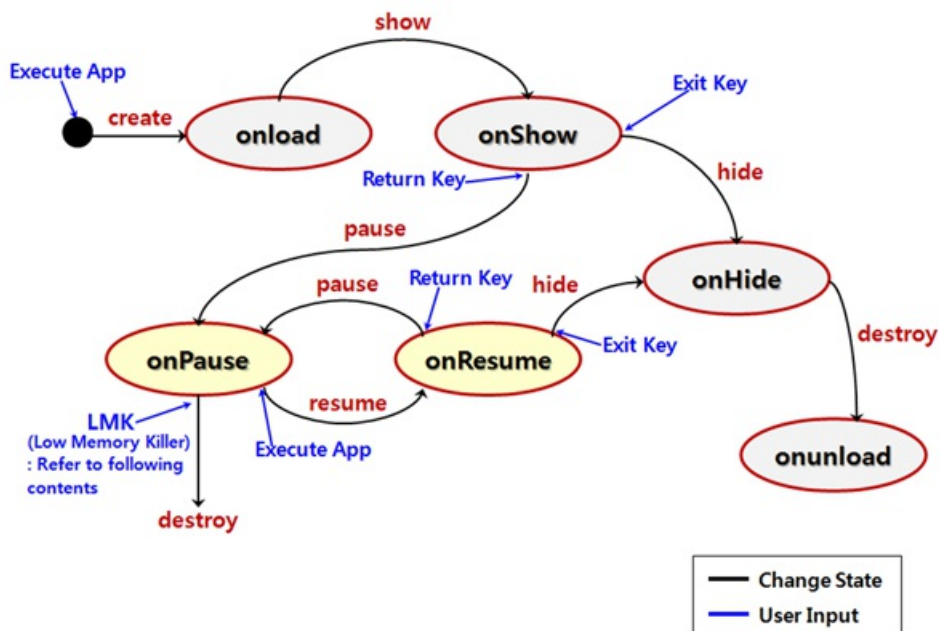 show
Execute App
Exit Key
create
onload
onShow
Return Key
hide
pause
onHide
pause
Return Key
hide
destroy
onPause
onResume
Exit Key
resume
LMK
(Low Memory Killer)
: Refer to following
contents
Execute App
onunload
destroy
Change State
User Input